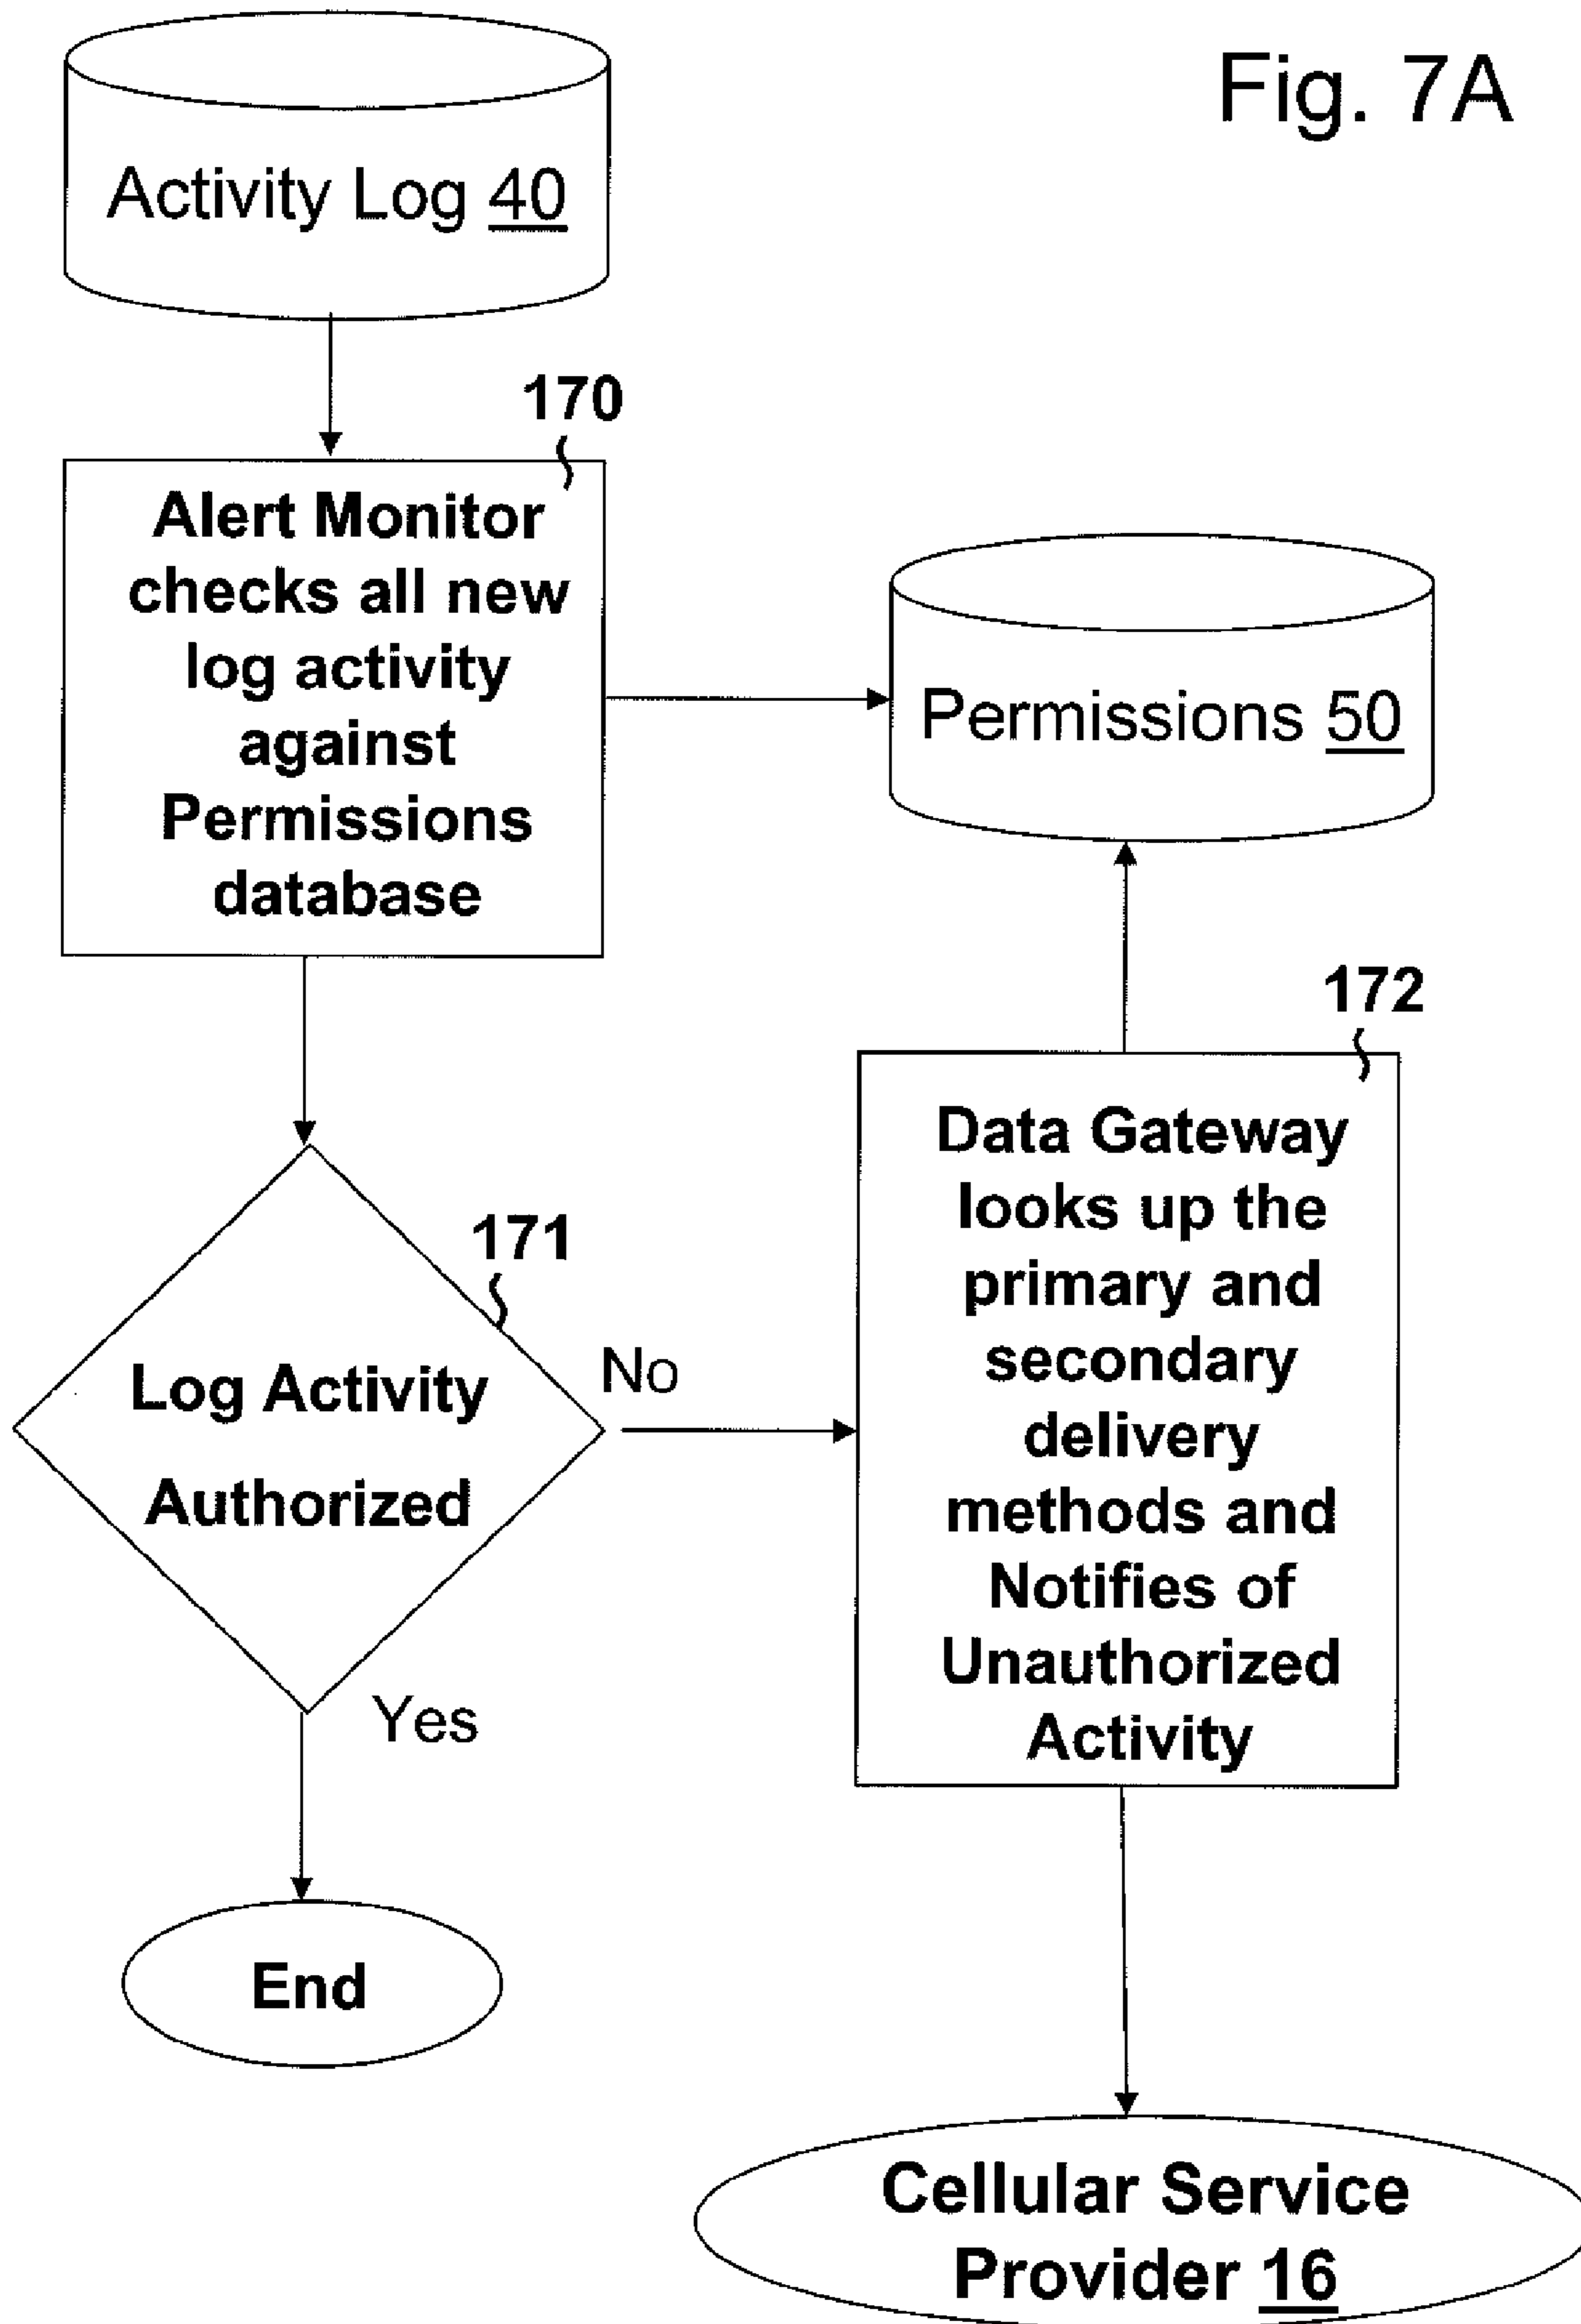 Fig. 7A
Activity Log 40
170
Alert Monitor
checks all new
log activity
against
Permissions
database
Permissions 50
172
Data Gateway
looks up the
primary and
secondary
delivery
methods and
Notifies of
Unauthorized
Activity
171
Log Activity
Authorized
No
Yes
End
Cellular Service
Provider 16